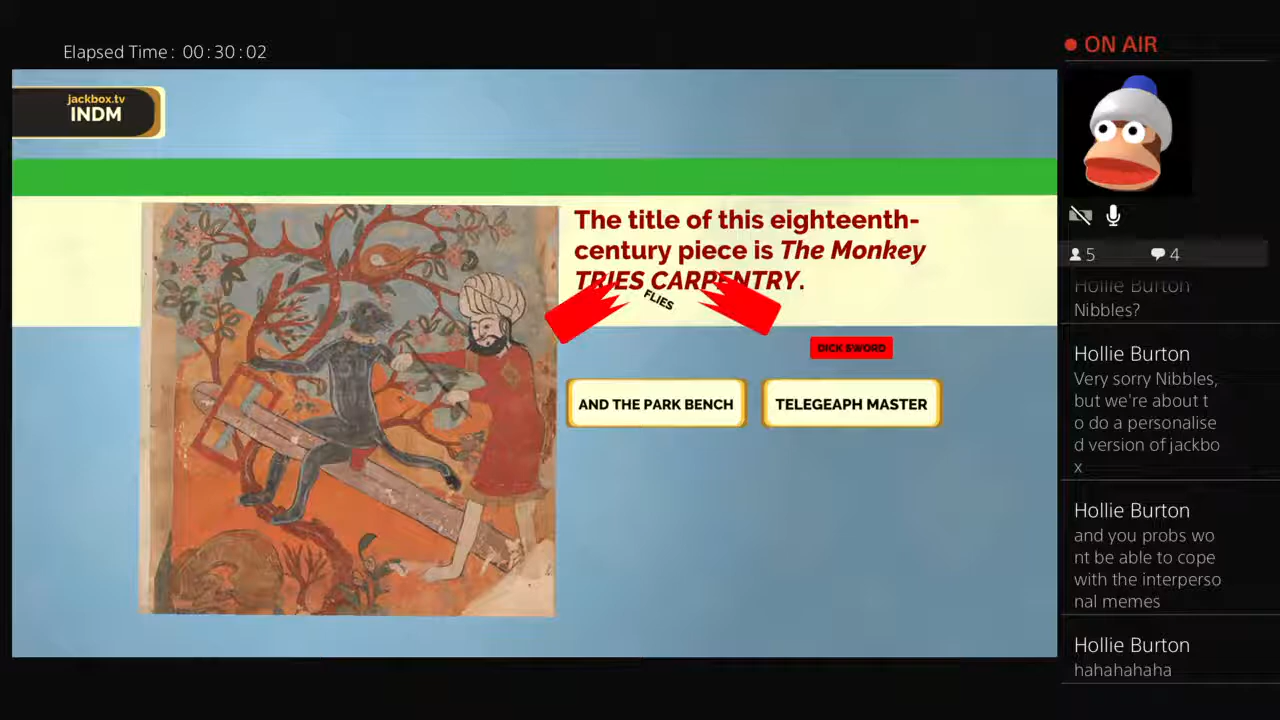 Elapsed Time: 00:30:02
ON AIR
jackbox.tv
INDM
The title of this eighteenth-
century piece is The Monkey
TRIES CARPENTRY.
FLIES
DICK SWORD
AND THE PARK BENCH
TELEGEAPH MASTER
5
4
Hollie Burton
Nibbles?
Hollie Burton
Very sorry Nibbles,
but we're about t
o do a personalise
d version of jackbo
x
Hollie Burton
and you probs wo
nt be able to cope
with the interperso
nal memes
Hollie Burton
hahahahaha